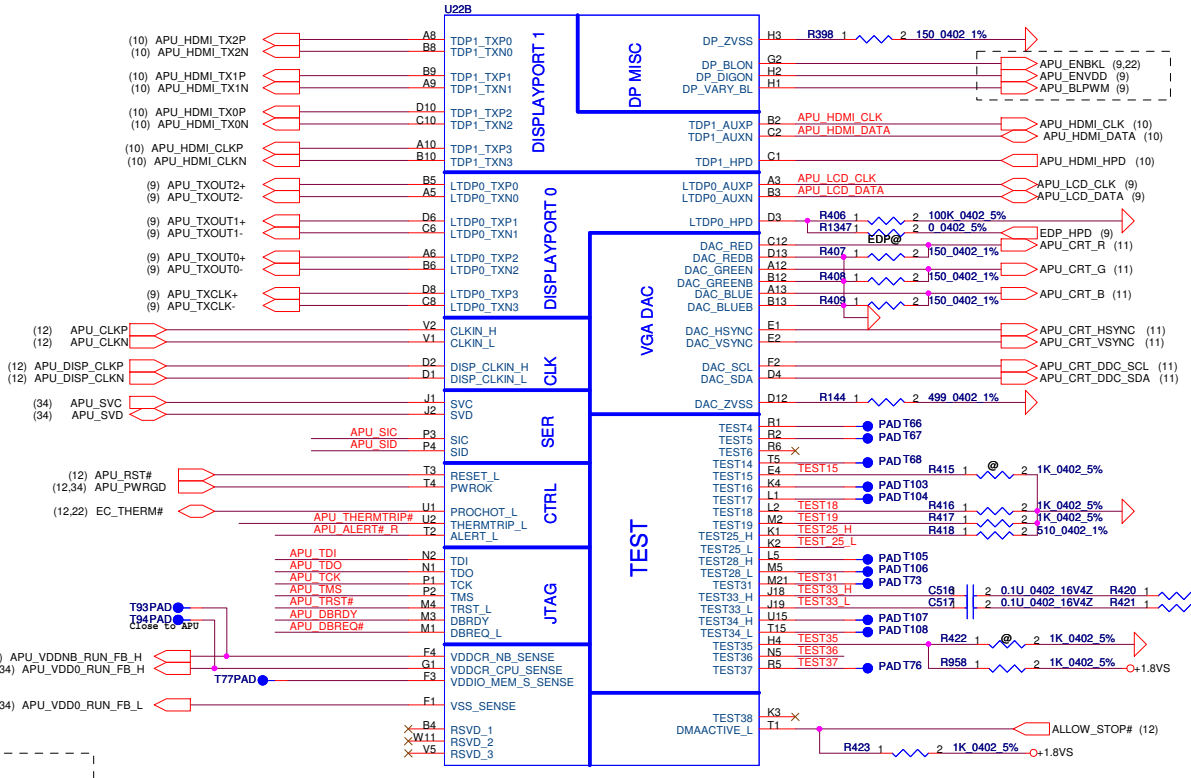 U22B
(10) APU_HDMI_TX2P A8 TDP1_TXP0
(10) APU_HDMI_TX2N B8 TDP1_TXN0
(10) APU_HDMI_TX1P B9 TDP1_TXP1
(10) APU_HDMI_TX1N A9 TDP1_TXN1
(10) APU_HDMI_TX0P D10 TDP1_TXP2
(10) APU_HDMI_TX0N C10 TDP1_TXN2
(10) APU_HDMI_CLKP A10 TDP1_TXP3
(10) APU_HDMI_CLKN B10 TDP1_TXN3
DISPLAYPORT 1
(9) APU_TXOUT2+ B5 LTDP0_TXP0
(9) APU_TXOUT2- A5 LTDP0_TXN0
(9) APU_TXOUT1+ D6 LTDP0_TXP1
(9) APU_TXOUT1- C6 LTDP0_TXN1
(9) APU_TXOUT0+ A6 LTDP0_TXP2
(9) APU_TXOUT0- B6 LTDP0_TXN2
(9) APU_TXCLK+ D8 LTDP0_TXP3
(9) APU_TXCLK- C8 LTDP0_TXN3
DISPLAYPORT 0
(12) APU_CLKP V2 CLKIN_H
(12) APU_CLKN V1 CLKIN_L
(12) APU_DISP_CLKP D2 DISP_CLKIN_H
(12) APU_DISP_CLKN D1 DISP_CLKIN_L
CLK
(34) APU_SVC J1 SVC
(34) APU_SVD J2 SVD
APU_SIC P3 SIC
APU_SID P4 SID
SER
(12) APU_RST# T3 RESET_L
(12,34) APU_PWRGD T4 PWROK
(12,22) EC_THERM# U1 PROCHOT_L
APU_THERMTRIP# U2 THERMTRIP_L
APU_ALERT#_R T2 ALERT_L
CTRL
APU_TDI N2 TDI
APU_TDO N1 TDO
APU_TCK P1 TCK
APU_TMS P2 TMS
APU_TRST# M4 TRST_L
APU_DBRDY M3 DBRDY
APU_DBREQ# M1 DBREQ_L
JTAG
T93PAD
T94PAD
Close to APU
) APU_VDDNB_RUN_FB_H F4 VDDCR_NB_SENSE
34) APU_VDD0_RUN_FB_H G1 VDDCR_CPU_SENSE
T77PAD F3 VDDIO_MEM_S_SENSE
34) APU_VDD0_RUN_FB_L F1 VSS_SENSE
B4 RSVD_1
W11 RSVD_2
V5 RSVD_3
DP MISC
DP_ZVSS H3 R398 1 2 150_0402_1%
DP_BLON G2 APU_ENBKL (9,22)
DP_DIGON H2 APU_ENVDD (9)
DP_VARY_BL H1 APU_BLPWM (9)
TDP1_AUXP B2 APU_HDMI_CLK APU_HDMI_CLK (10)
TDP1_AUXN C2 APU_HDMI_DATA APU_HDMI_DATA (10)
TDP1_HPD C1 APU_HDMI_HPD (10)
LTDP0_AUXP A3 APU_LCD_CLK APU_LCD_CLK (9)
LTDP0_AUXN B3 APU_LCD_DATA APU_LCD_DATA (9)
LTDP0_HPD D3 R406 1 2 100K_0402_5%
R1347 1 2 0_0402_5% EDP_HPD (9)
EDP@
VGA DAC
DAC_RED C12 APU_CRT_R (11)
DAC_REDB D13 R407 1 2 150_0402_1%
DAC_GREEN A12 APU_CRT_G (11)
DAC_GREENB B12 R408 1 2 150_0402_1%
DAC_BLUE A13 APU_CRT_B (11)
DAC_BLUEB B13 R409 1 2 150_0402_1%
DAC_HSYNC E1 APU_CRT_HSYNC (11)
DAC_VSYNC E2 APU_CRT_VSYNC (11)
DAC_SCL F2 APU_CRT_DDC_SCL (11)
DAC_SDA D4 APU_CRT_DDC_SDA (11)
DAC_ZVSS D12 R144 1 2 499_0402_1%
TEST
TEST4 R1 PAD T66
TEST5 R2 PAD T67
TEST6 R6
TEST14 T5 PAD T68
TEST15 E4 TEST15 R415 1 @ 2 1K_0402_5%
TEST16 K4 PAD T103
TEST17 L1 PAD T104
TEST18 L2 TEST18 R416 1 2 1K_0402_5%
TEST19 M2 TEST19 R417 1 2 1K_0402_5%
TEST25_H K1 TEST25_H R418 1 2 510_0402_1%
TEST25_L K2 TEST_25_L
TEST28_H L5 PAD T105
TEST28_L M5 PAD T106
TEST31 M21 TEST31 PAD T73
TEST33_H J18 TEST33_H C516 1 2 0.1U_0402_16V4Z R420 1
TEST33_L J19 TEST33_L C517 1 2 0.1U_0402_16V4Z R421 1
TEST34_H U15 PAD T107
TEST34_L T15 PAD T108
TEST35 H4 TEST35 R422 1 @ 2 1K_0402_5%
TEST36 N5 TEST36
TEST37 R5 TEST37 PAD T76 R958 1 2 1K_0402_5% +1.8VS
TEST38 K3
DMAACTIVE_L T1 ALLOW_STOP# (12)
R423 1 2 1K_0402_5% +1.8VS